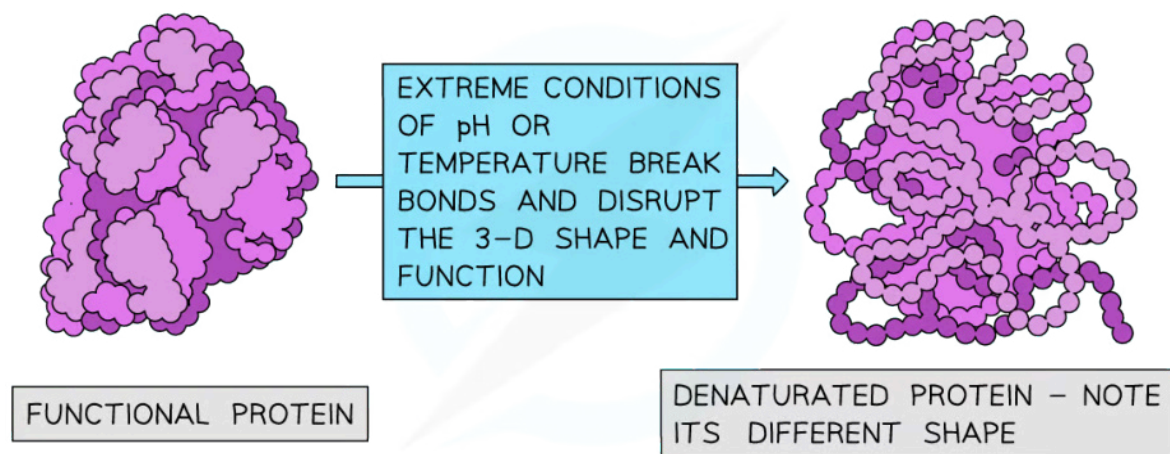 EXTREME CONDITIONS
OF pH OR
TEMPERATURE BREAK
BONDS AND DISRUPT
THE 3-D SHAPE AND
FUNCTION
FUNCTIONAL PROTEIN
DENATURATED PROTEIN – NOTE
ITS DIFFERENT SHAPE